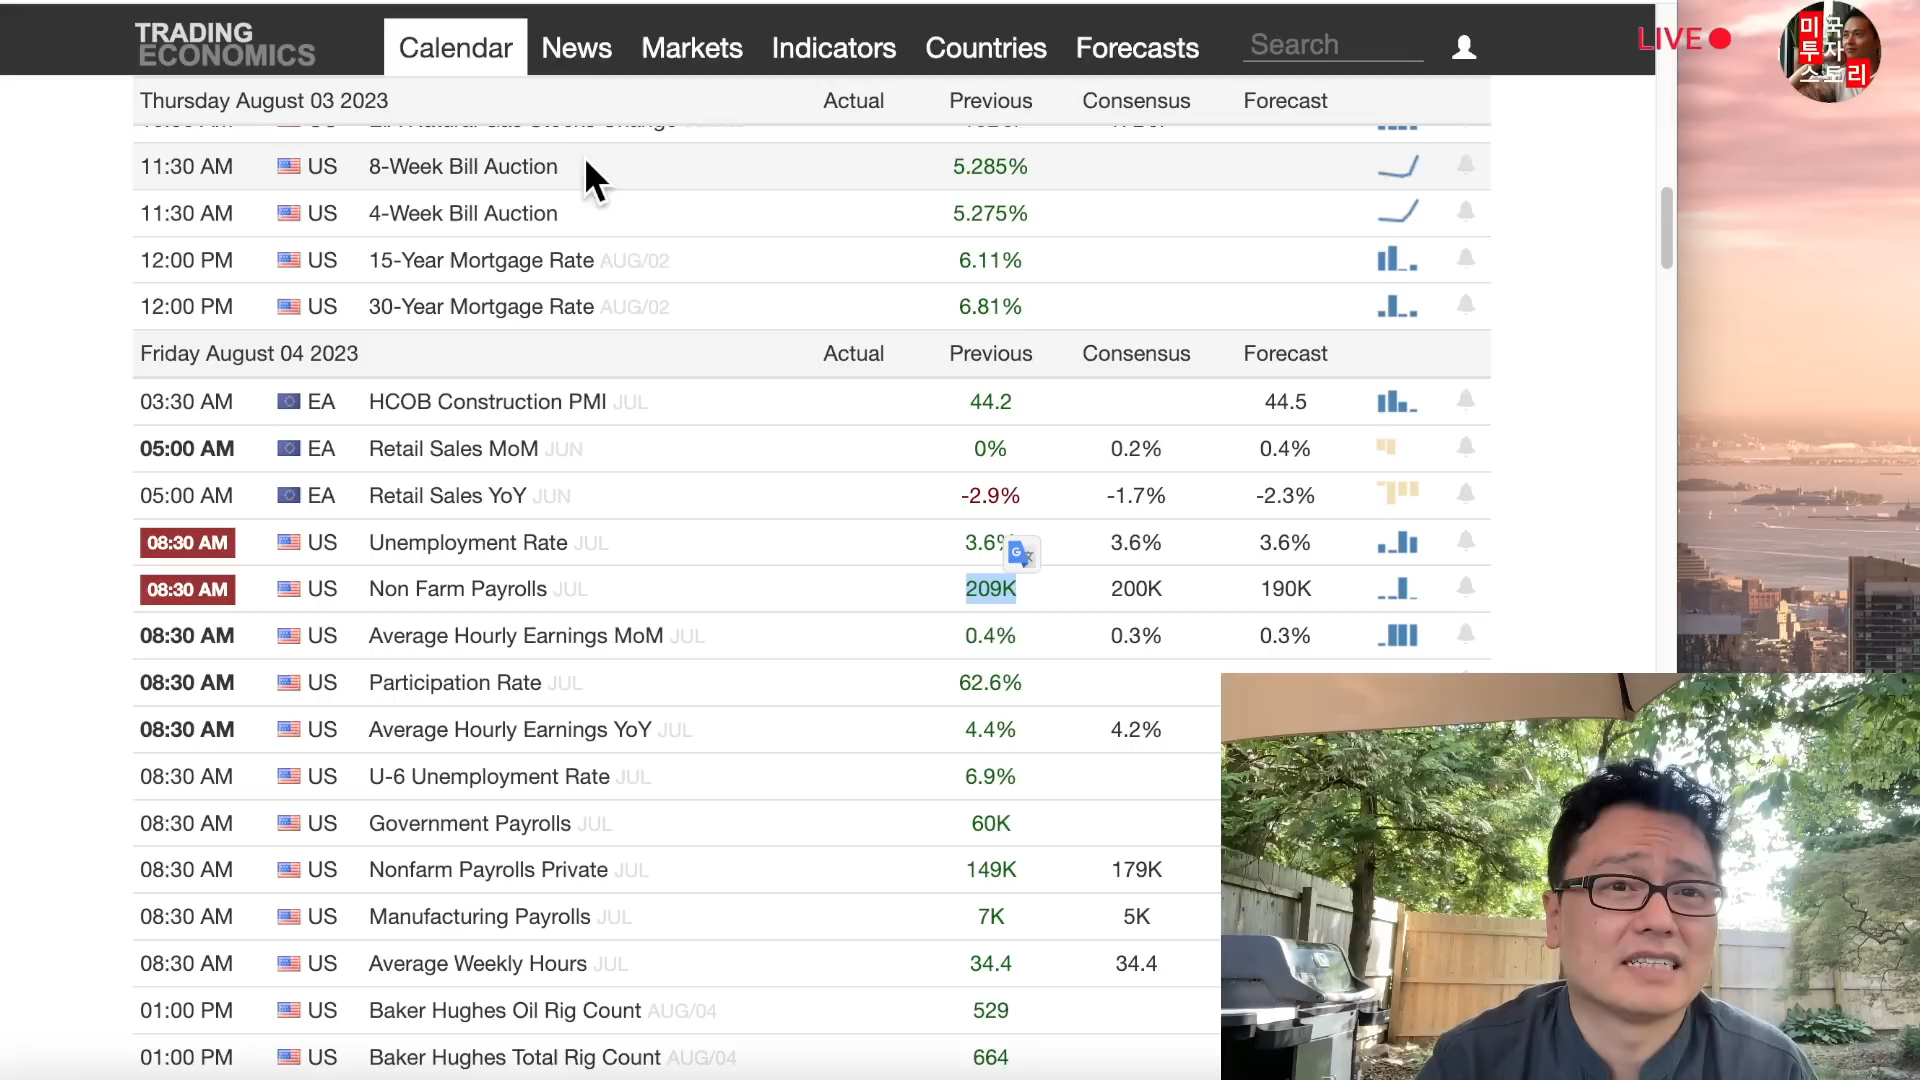 TRADING
ECONOMICS
Calendar News Markets Indicators Countries Forecasts Search
LIVE
미국
투자
스토리
Thursday August 03 2023 Actual Previous Consensus Forecast
11:30 AM US 8-Week Bill Auction 5.285%
11:30 AM US 4-Week Bill Auction 5.275%
12:00 PM US 15-Year Mortgage Rate AUG/02 6.11%
12:00 PM US 30-Year Mortgage Rate AUG/02 6.81%
Friday August 04 2023 Actual Previous Consensus Forecast
03:30 AM EA HCOB Construction PMI JUL 44.2 44.5
05:00 AM EA Retail Sales MoM JUN 0% 0.2% 0.4%
05:00 AM EA Retail Sales YoY JUN -2.9% -1.7% -2.3%
08:30 AM US Unemployment Rate JUL 3.6% 3.6% 3.6%
08:30 AM US Non Farm Payrolls JUL 209K 200K 190K
08:30 AM US Average Hourly Earnings MoM JUL 0.4% 0.3% 0.3%
08:30 AM US Participation Rate JUL 62.6%
08:30 AM US Average Hourly Earnings YoY JUL 4.4% 4.2%
08:30 AM US U-6 Unemployment Rate JUL 6.9%
08:30 AM US Government Payrolls JUL 60K
08:30 AM US Nonfarm Payrolls Private JUL 149K 179K
08:30 AM US Manufacturing Payrolls JUL 7K 5K
08:30 AM US Average Weekly Hours JUL 34.4 34.4
01:00 PM US Baker Hughes Oil Rig Count AUG/04 529
01:00 PM US Baker Hughes Total Rig Count AUG/04 664